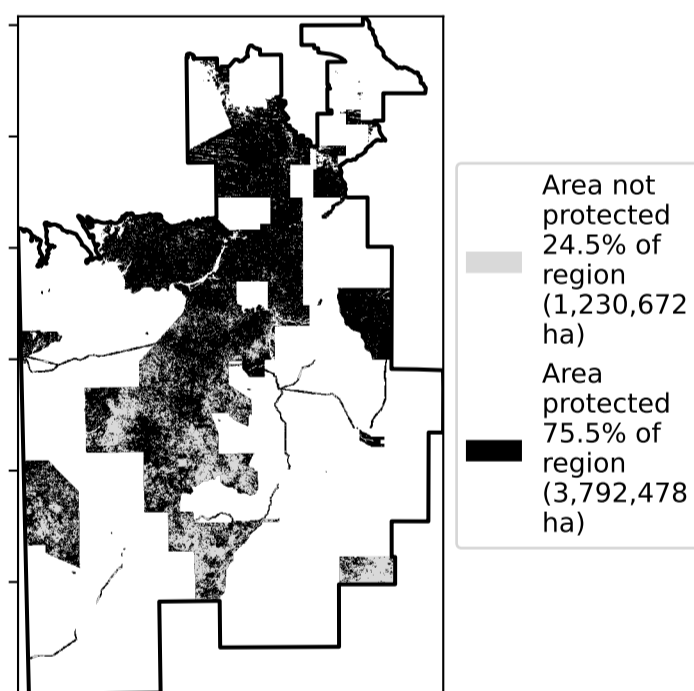 Area not
protected
24.5% of
region
(1,230,672
ha)
Area
protected
75.5% of
region
(3,792,478
ha)